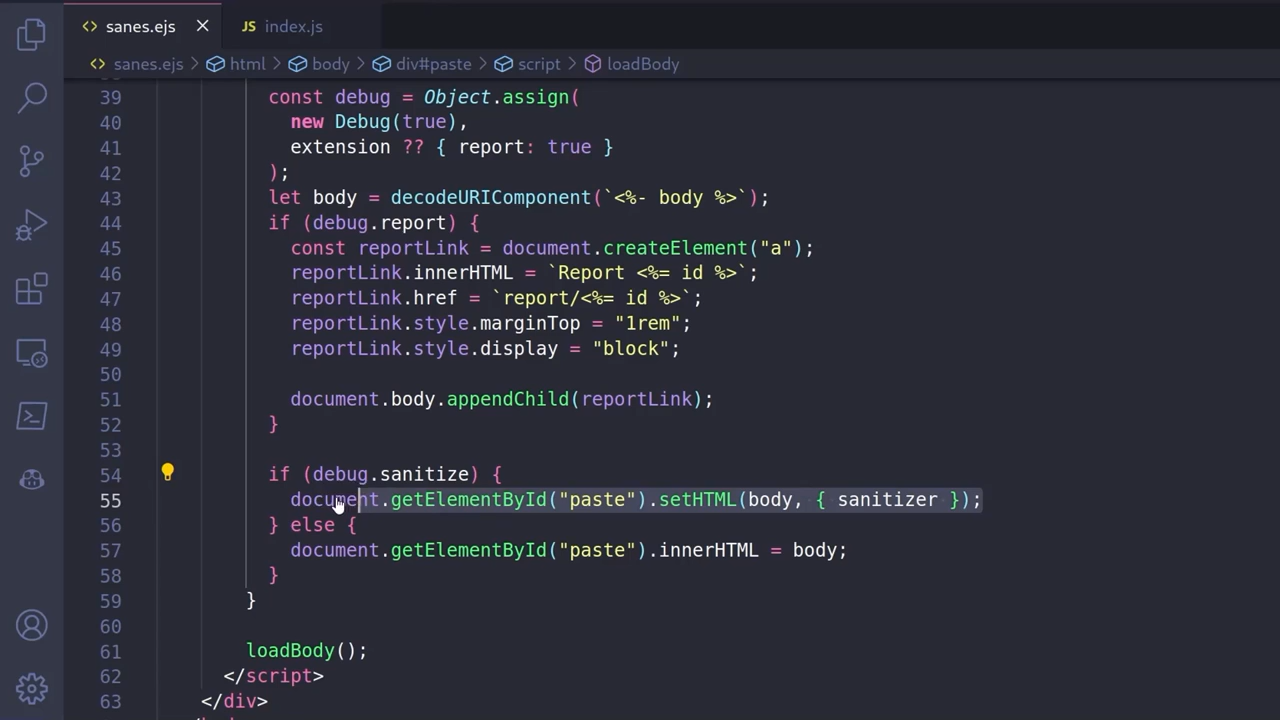 sanes.ejs
JS index.js
sanes.ejs > html > body > div#paste > script > loadBody
39 const debug = Object.assign(
40 new Debug(true),
41 extension ?? { report: true }
42 );
43 let body = decodeURIComponent(`<%- body %>`);
44 if (debug.report) {
45 const reportLink = document.createElement("a");
46 reportLink.innerHTML = `Report <%= id %>`;
47 reportLink.href = `report/<%= id %>`;
48 reportLink.style.marginTop = "1rem";
49 reportLink.style.display = "block";
50
51 document.body.appendChild(reportLink);
52 }
53
54 if (debug.sanitize) {
55 document.getElementById("paste").setHTML(body, { sanitizer });
56 } else {
57 document.getElementById("paste").innerHTML = body;
58 }
59 }
60
61 loadBody();
62 </script>
63 </div>